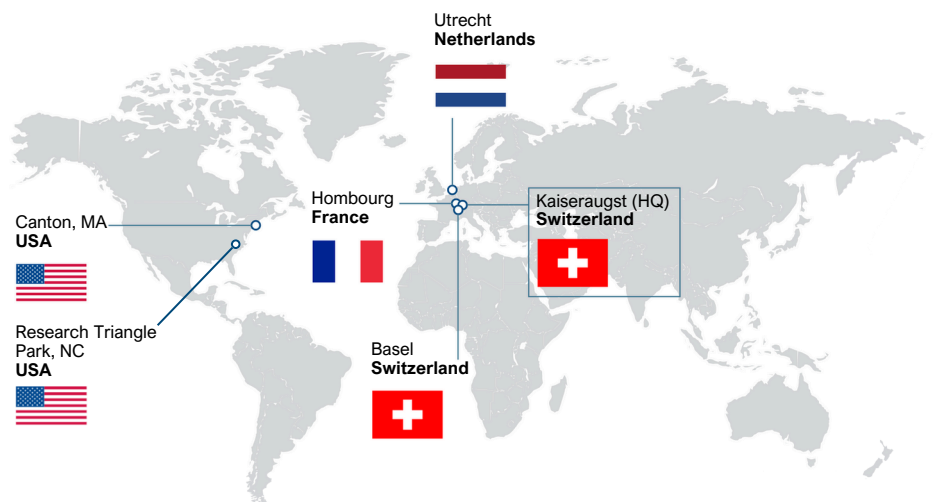 Utrecht
Netherlands
Hombourg
France
Kaiseraugst (HQ)
Switzerland
Canton, MA
USA
Research Triangle
Park, NC
USA
Basel
Switzerland